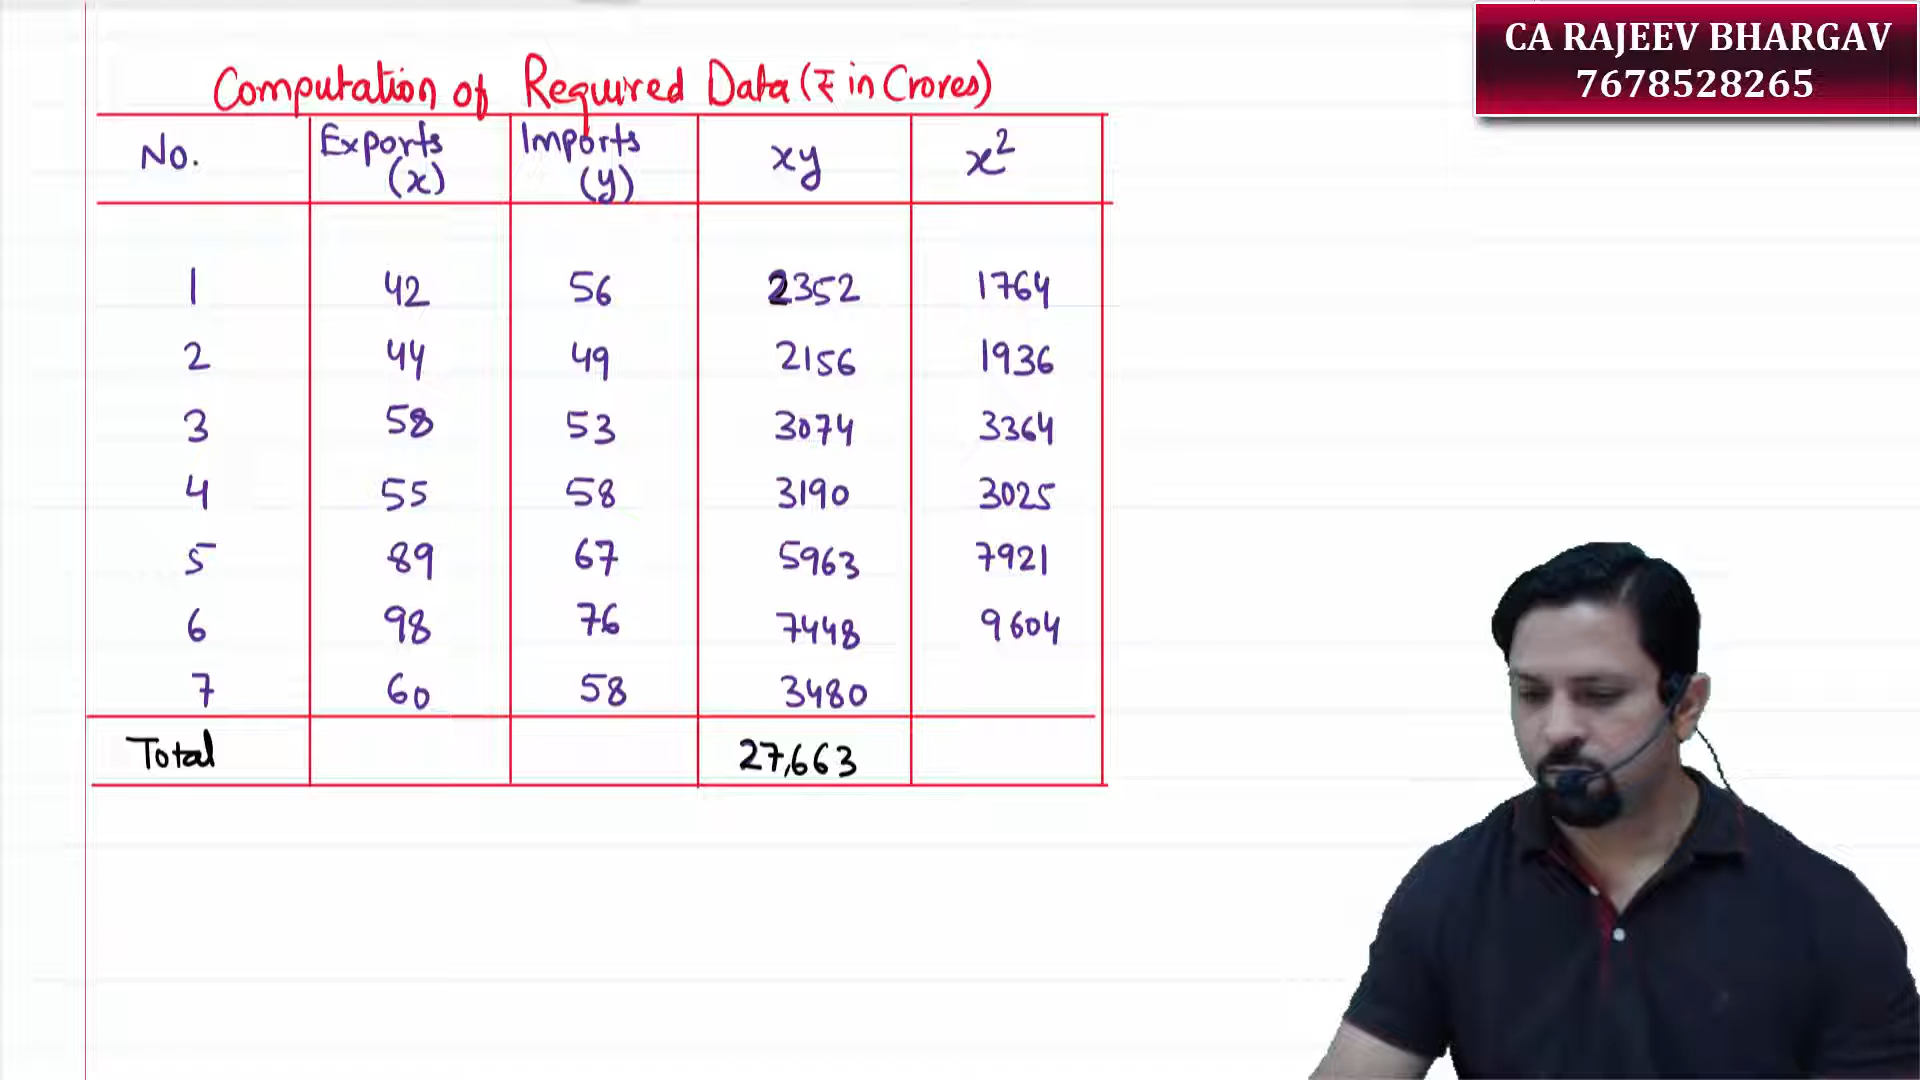 CA RAJEEV BHARGAV
7678528265
Computation of Required Data (₹ in Crores)
No. Exports (x) Imports (y) xy x²
1 42 56 2352 1764
2 44 49 2156 1936
3 58 53 3074 3364
4 55 58 3190 3025
5 89 67 5963 7921
6 98 76 7448 9604
7 60 58 3480
Total 27,663